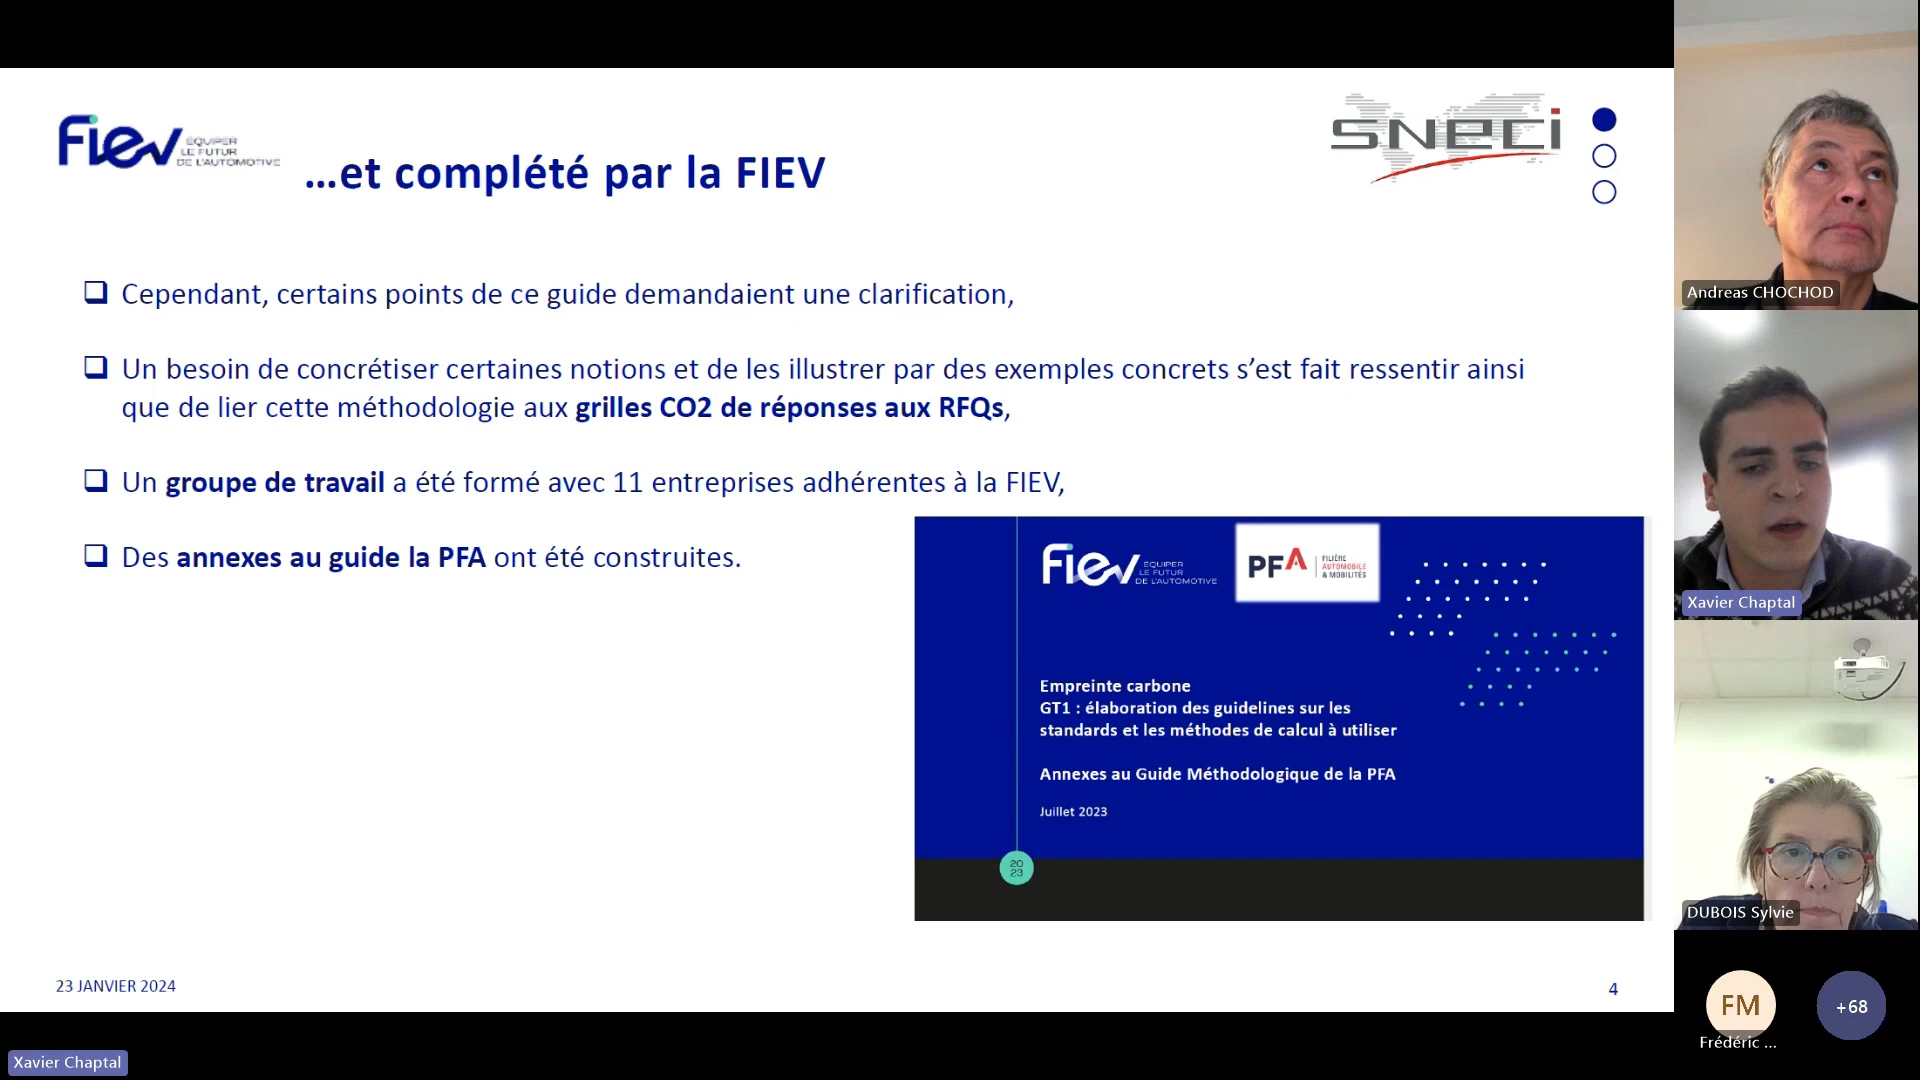 Fiev ÉQUIPER
LE FUTUR
DE L'AUTOMOTIVE
...et complété par la FIEV
SNECI
Cependant, certains points de ce guide demandaient une clarification,
Un besoin de concrétiser certaines notions et de les illustrer par des exemples concrets s’est fait ressentir ainsi
que de lier cette méthodologie aux grilles CO2 de réponses aux RFQs,
Un groupe de travail a été formé avec 11 entreprises adhérentes à la FIEV,
Des annexes au guide la PFA ont été construites.
Fiev ÉQUIPER
LE FUTUR
DE L'AUTOMOTIVE
PFA FILIÈRE
AUTOMOBILE
& MOBILITÉS
Empreinte carbone
GT1 : élaboration des guidelines sur les
standards et les méthodes de calcul à utiliser
Annexes au Guide Méthodologique de la PFA
Juillet 2023
20
23
23 JANVIER 2024
4
Xavier Chaptal
Andreas CHOCHOD
Xavier Chaptal
DUBOIS Sylvie
FM
Frédéric ...
+68